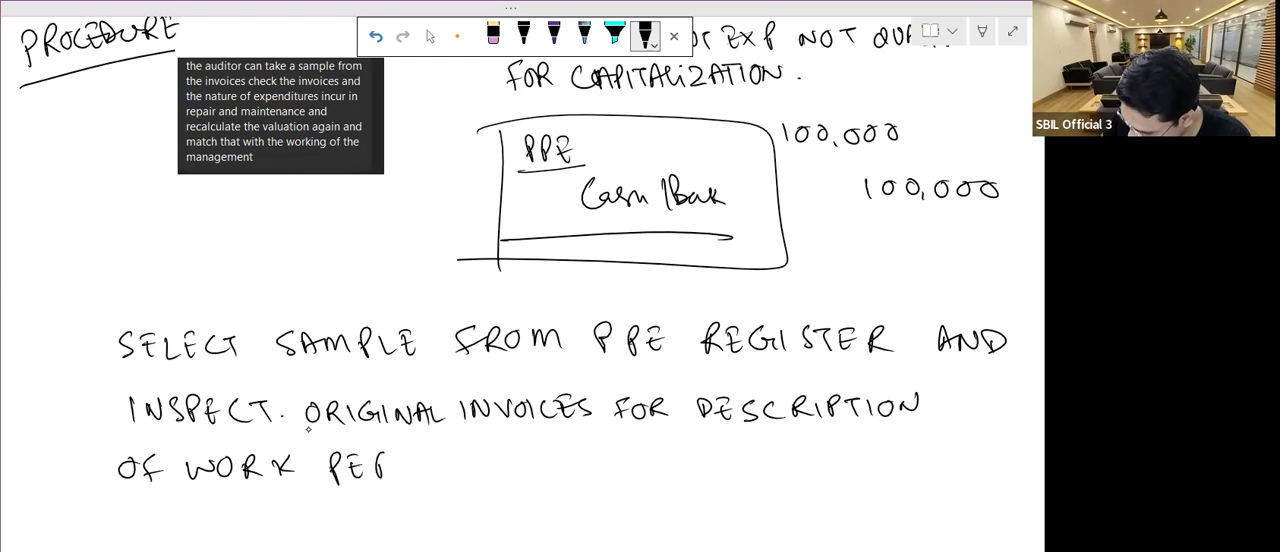 PROCEDURE
the auditor can take a sample from
the invoices check the invoices and
the nature of expenditures incur in
repair and maintenance and
recalculate the valuation again and
match that with the working of the
management
EXP NOT
FOR CAPITALIZATION.
PPE 100,000
Cash/Bank 100,000
SELECT SAMPLE FROM PPE REGISTER AND
INSPECT. ORIGINAL INVOICES FOR DESCRIPTION
OF WORK PER
SBIL Official 3